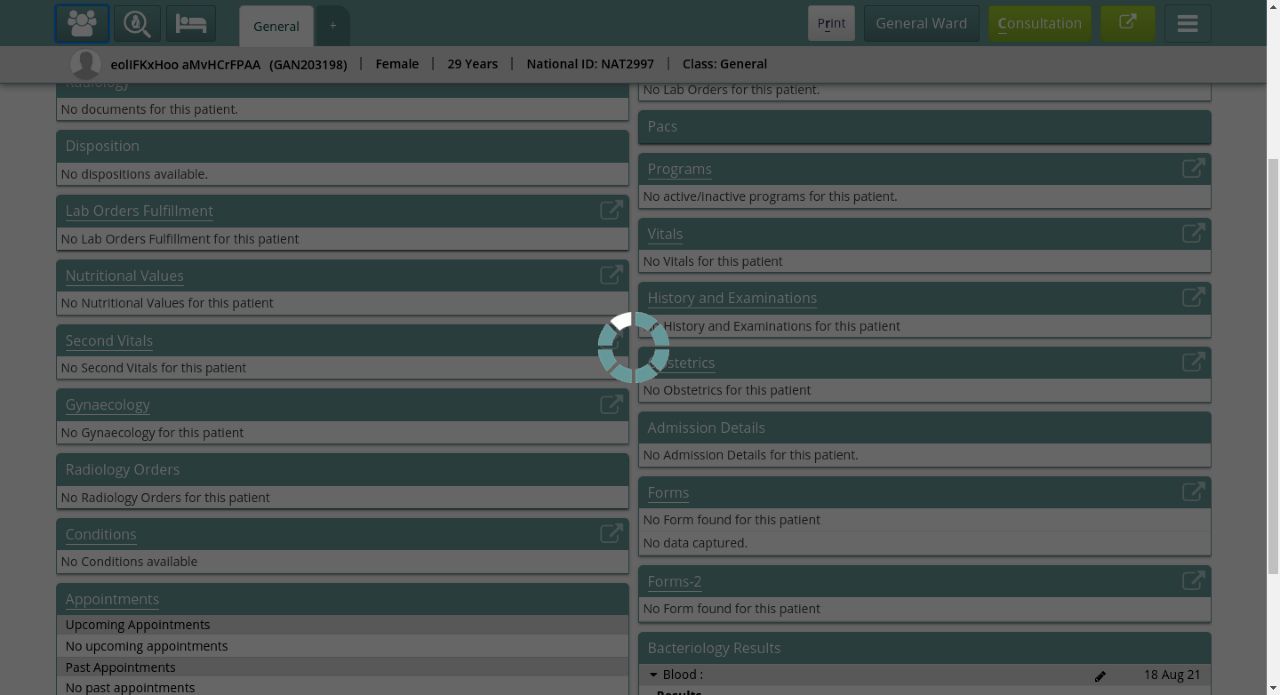 General
+
Print
General Ward
Consultation
eolIFKxHoo aMvHCrFPAA (GAN203198) | Female | 29 Years | National ID: NAT2997 | Class: General
Radiology
No documents for this patient.
Disposition
No dispositions available.
Lab Orders Fulfillment
No Lab Orders Fulfillment for this patient
Nutritional Values
No Nutritional Values for this patient
Second Vitals
No Second Vitals for this patient
Gynaecology
No Gynaecology for this patient
Radiology Orders
No Radiology Orders for this patient
Conditions
No Conditions available
Appointments
Upcoming Appointments
No upcoming appointments
Past Appointments
No past appointments
No Lab Orders for this patient.
Pacs
Programs
No active/inactive programs for this patient.
Vitals
No Vitals for this patient
History and Examinations
History and Examinations for this patient
No Obstetrics for this patient
Admission Details
No Admission Details for this patient.
Forms
No Form found for this patient
No data captured.
Forms-2
No Form found for this patient
Bacteriology Results
Blood : 18 Aug 21
Results